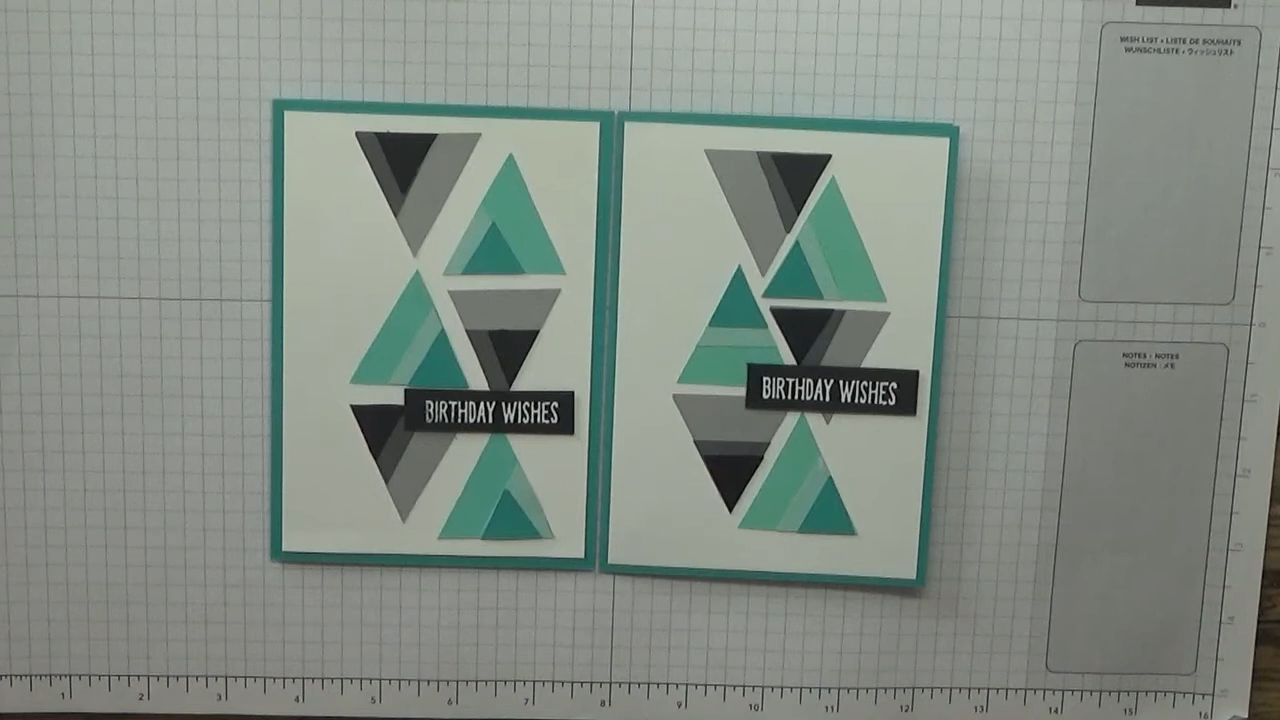 WISH LIST • LISTE DE SOUHAITS
WUNSCHLISTE • ウィッシュリスト
BIRTHDAY WISHES
BIRTHDAY WISHES
NOTES • NOTES
NOTIZEN • メモ
1 2 3 4 5 6 7 8 9 10 11 12 13 14 15 16